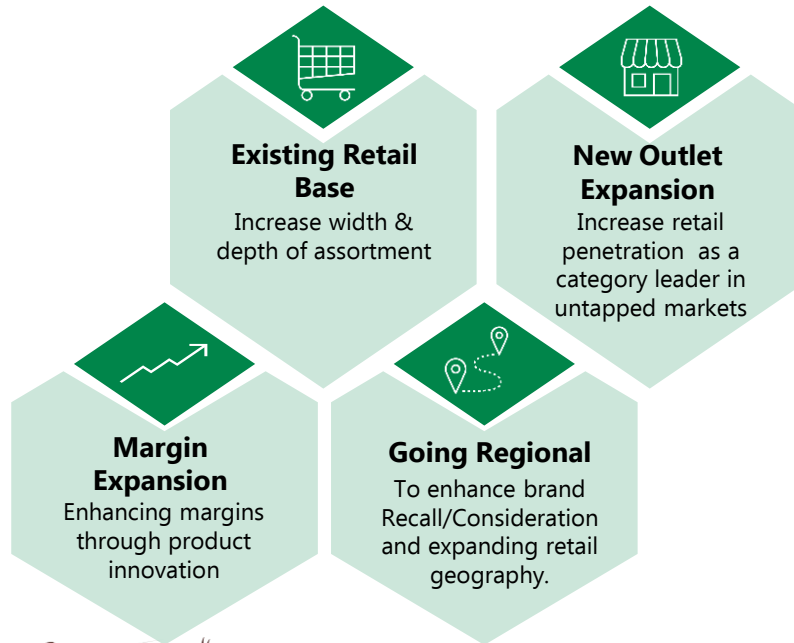 Existing Retail
Base
Increase width &
depth of assortment
New Outlet
Expansion
Increase retail
penetration as a
category leader in
untapped markets
Margin
Expansion
Enhancing margins
through product
innovation
Going Regional
To enhance brand
Recall/Consideration
and expanding retail
geography.